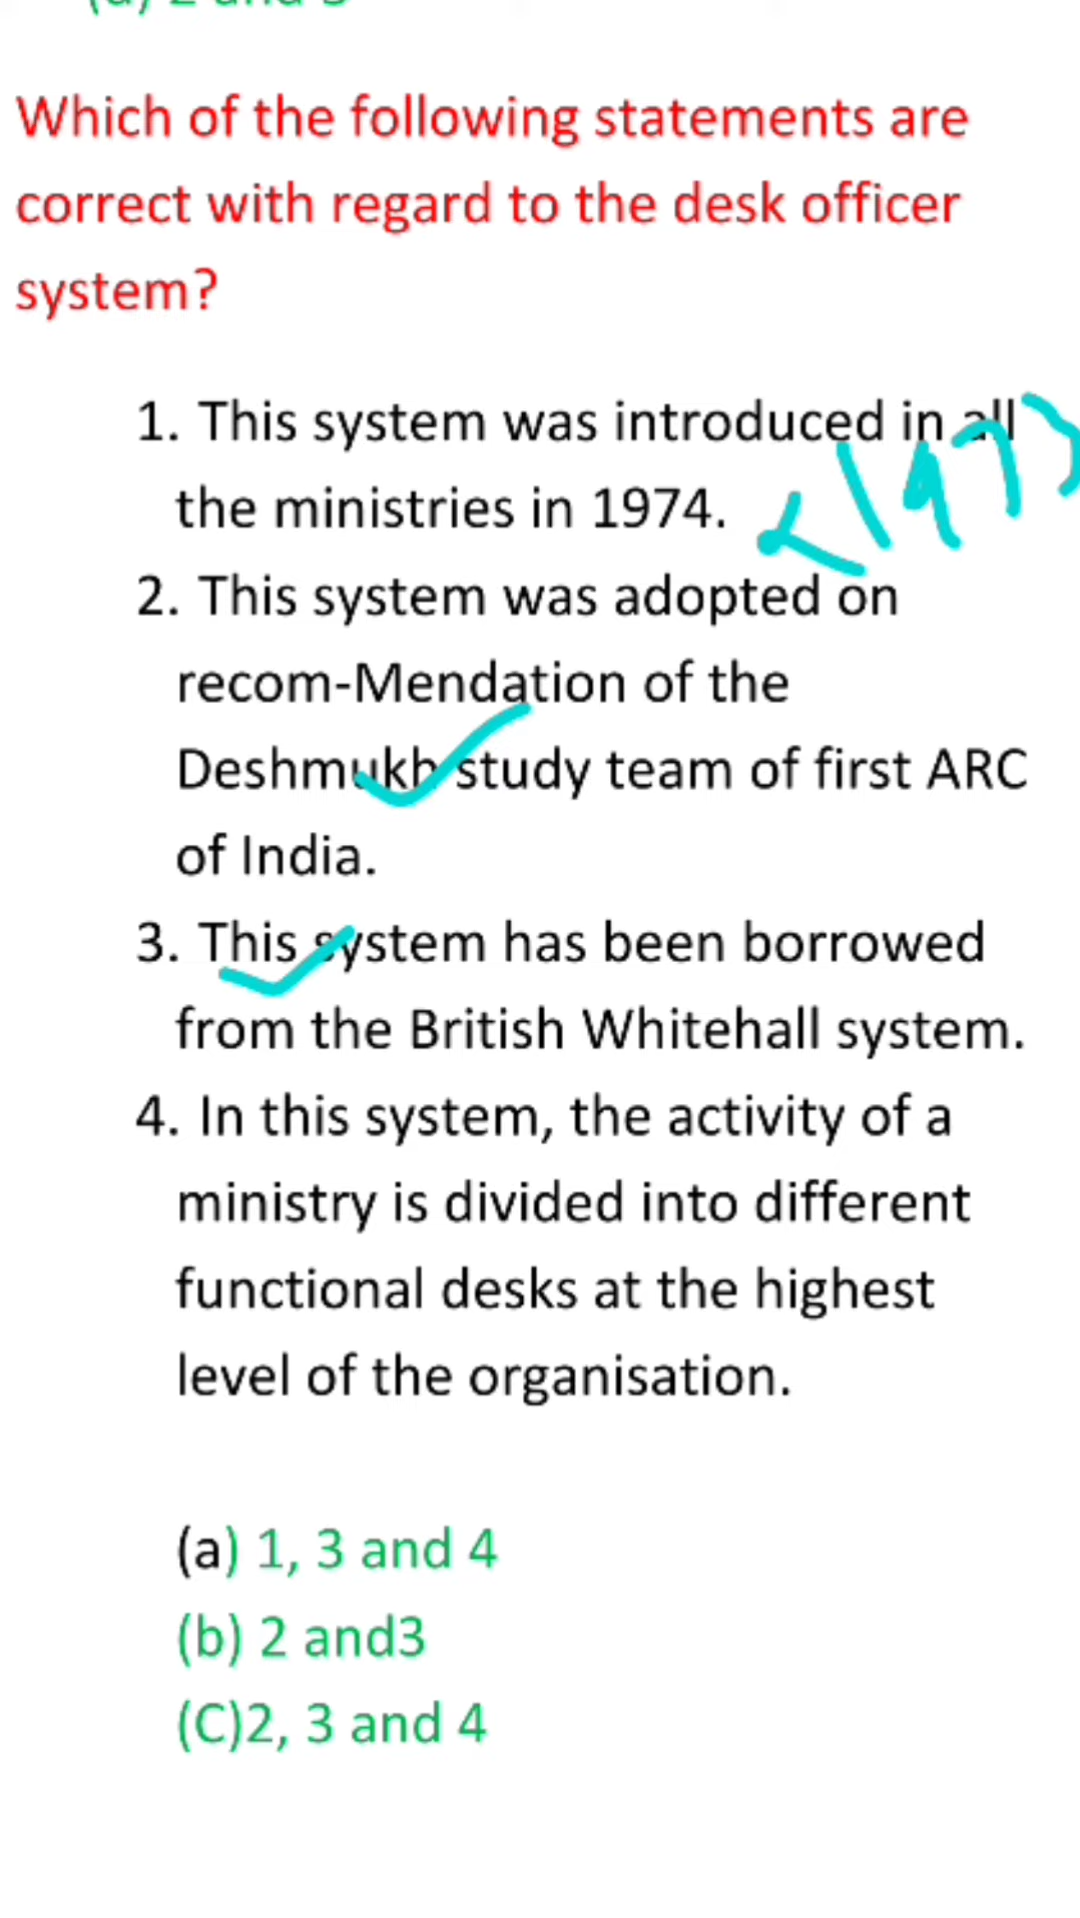 (d) 2 and 3
Which of the following statements are
correct with regard to the desk officer
system?
1. This system was introduced in all
the ministries in 1974.
197
2. This system was adopted on
recom-Mendation of the
Deshmukh study team of first ARC
of India.
3. This system has been borrowed
from the British Whitehall system.
4. In this system, the activity of a
ministry is divided into different
functional desks at the highest
level of the organisation.
(a) 1, 3 and 4
(b) 2 and3
(C)2, 3 and 4